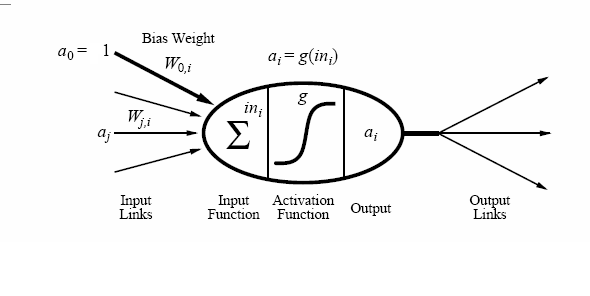 Bias Weight
a0 = 1
W0,i
ai = g(ini)
ini
g
Wj,i
aj
Σ
ai
Input Links
Input Function
Activation Function
Output
Output Links